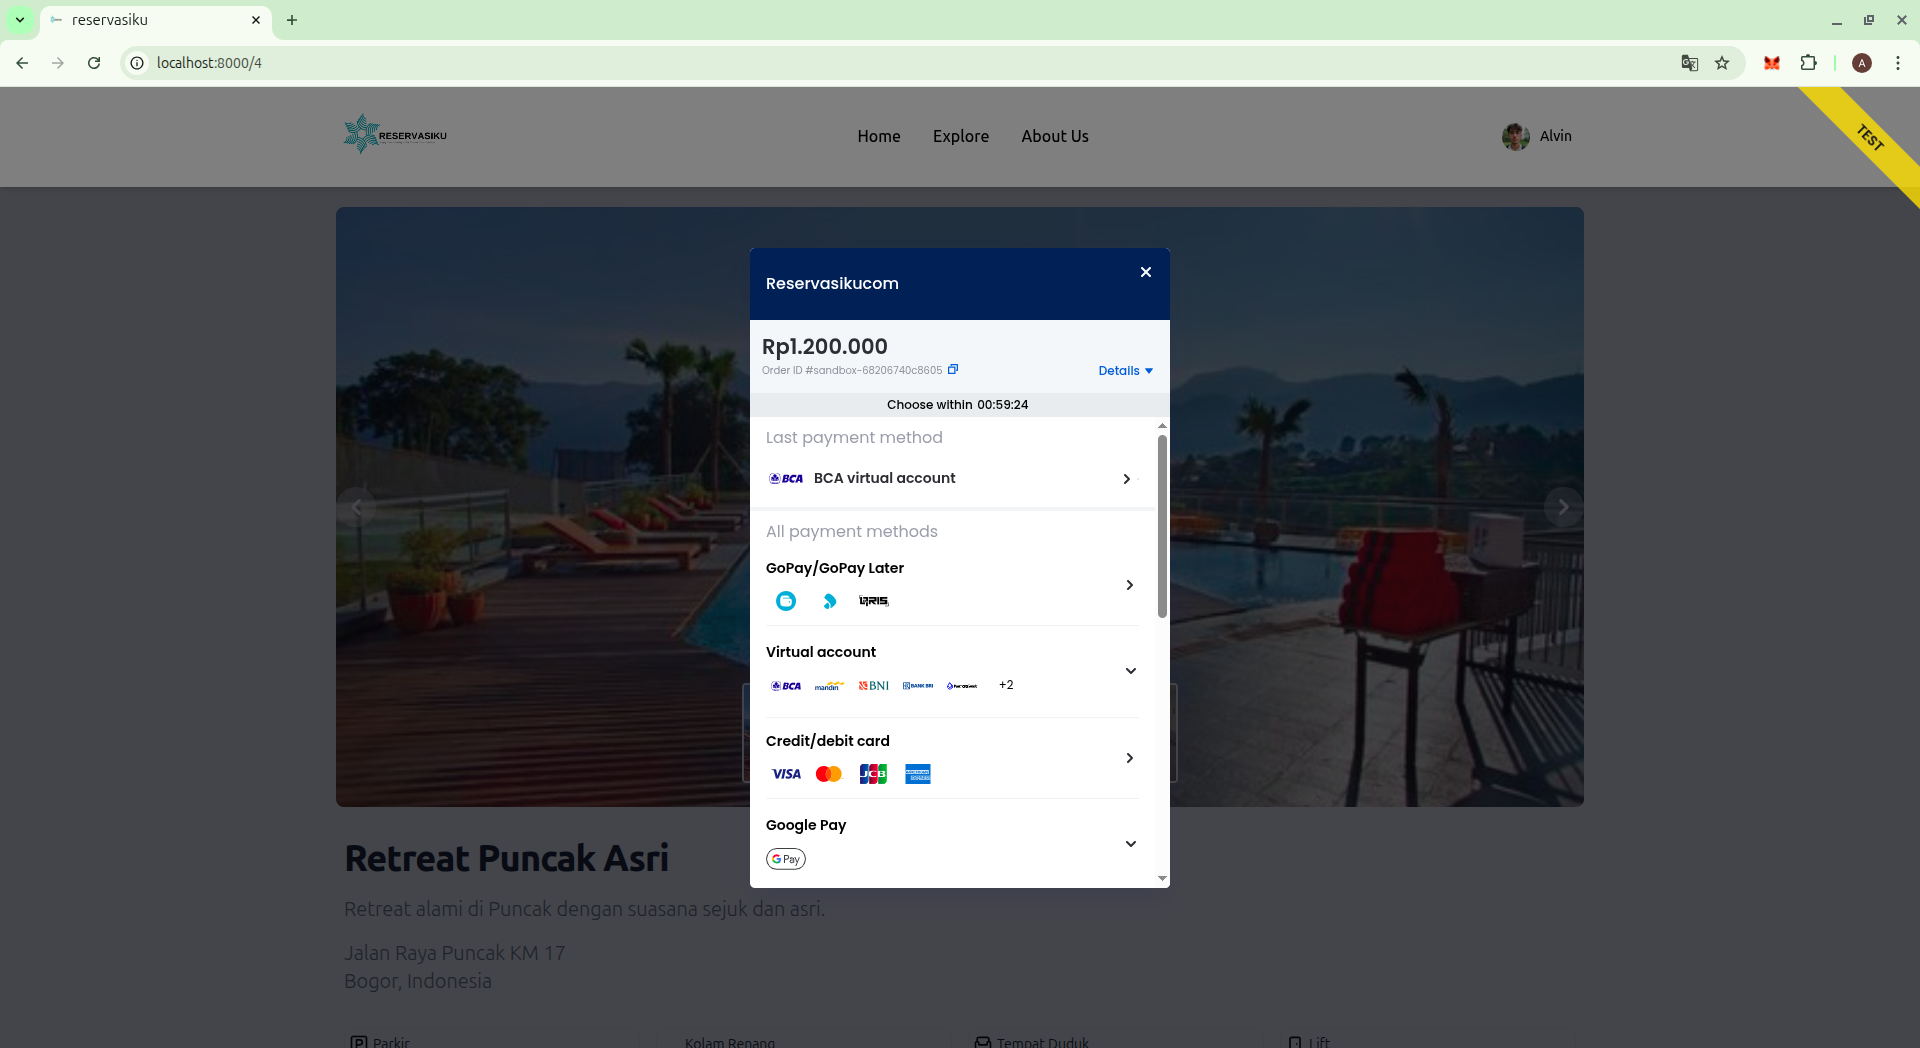 reservasiku
localhost:8000/4
A
RESERVASIKU
Home
Explore
About Us
Alvin
TEST
Reservasikucom
Rp1.200.000
Order ID #sandbox-68206740c8605
Details
Choose within 00:59:24
Last payment method
BCA BCA virtual account
All payment methods
GoPay/GoPay Later
QRIS
Virtual account
BCA mandiri BNI BANK BRI +2
Credit/debit card
VISA JCB
Google Pay
G Pay
Retreat Puncak Asri
Retreat alami di Puncak dengan suasana sejuk dan asri.
Jalan Raya Puncak KM 17
Bogor, Indonesia
Parkir
Kolam Renang
Tempat Duduk
Lift